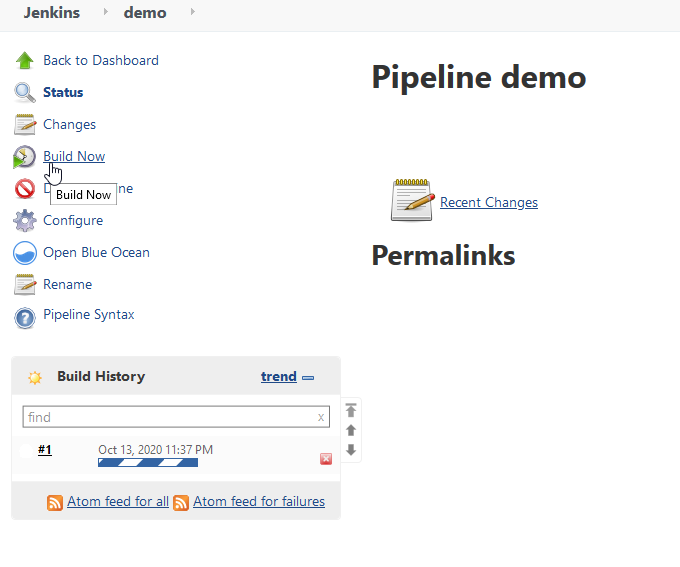 Jenkins demo
Back to Dashboard
Status
Changes
Build Now
Build Now
Configure
Open Blue Ocean
Rename
Pipeline Syntax
Pipeline demo
Recent Changes
Permalinks
Build History trend
find x
#1 Oct 13, 2020 11:37 PM
Atom feed for all Atom feed for failures